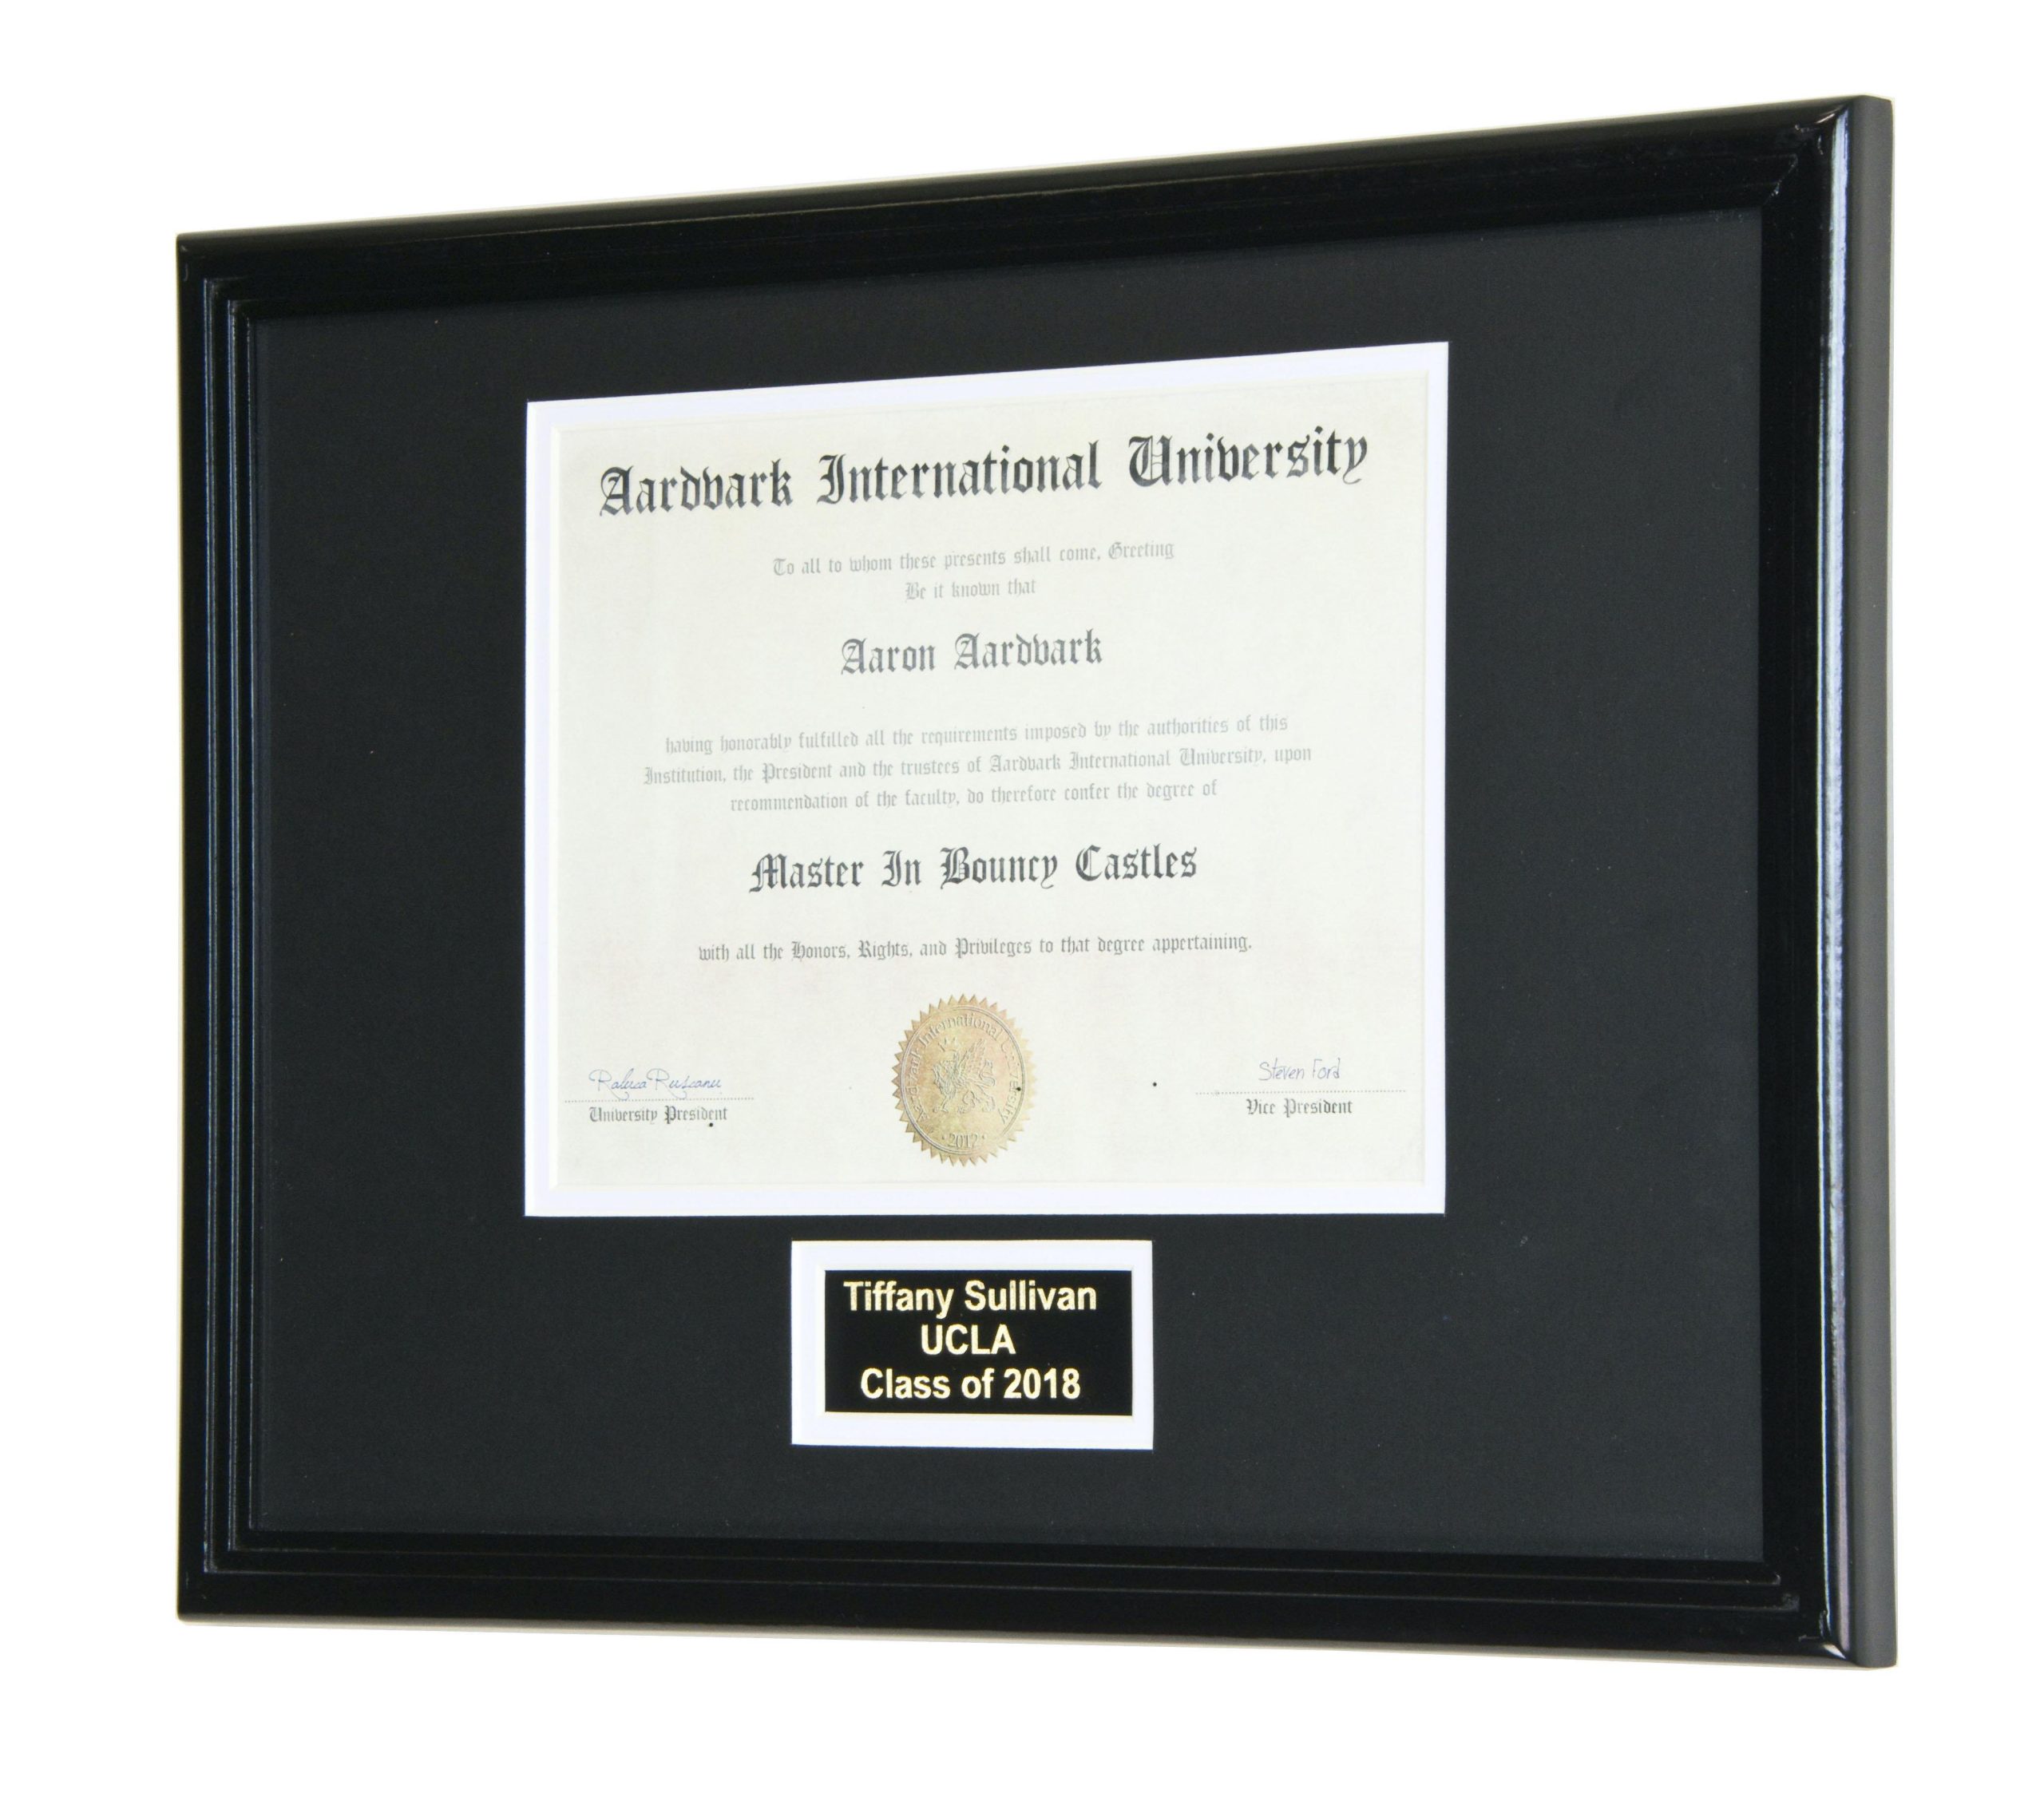 Aardvark International University
To all to whom these presents shall come, Greeting
Be it known that
Aaron Aardvark
having honorably fulfilled all the requirements imposed by the authorities of this
Institution, the President and the trustees of Aardvark International University, upon
recommendation of the faculty, do therefore confer the degree of
Master In Bouncy Castles
with all the Honors, Rights, and Privileges to that degree appertaining.
International
2012
Steven Ford
University President
Vice President
Tiffany Sullivan
UCLA
Class of 2018